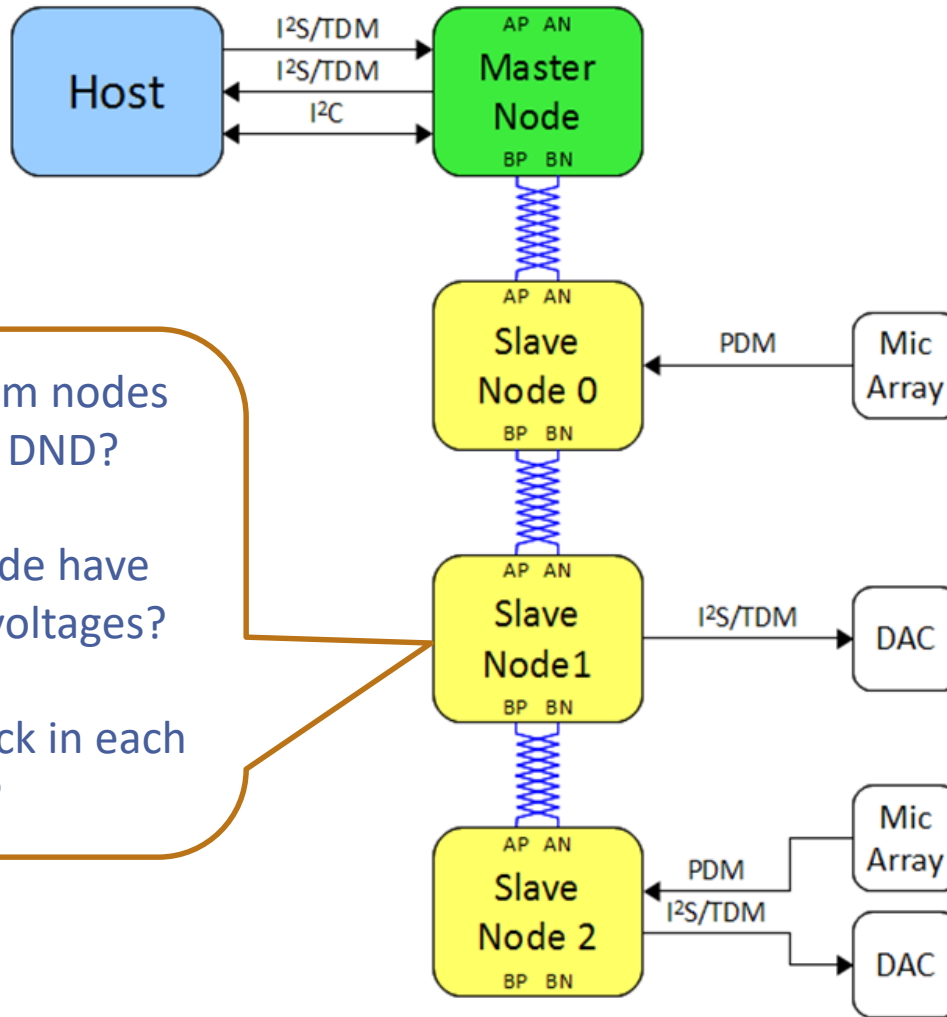 I²S/TDM
I²S/TDM
I²C
Host
AP AN
Master
Node
BP BN
AP AN
Slave
Node 0
BP BN
PDM
Mic
Array
m nodes
DND?
de have
voltages?
ck in each
AP AN
Slave
Node1
BP BN
I²S/TDM
DAC
AP AN
Slave
Node 2
BP BN
PDM
I²S/TDM
Mic
Array
DAC